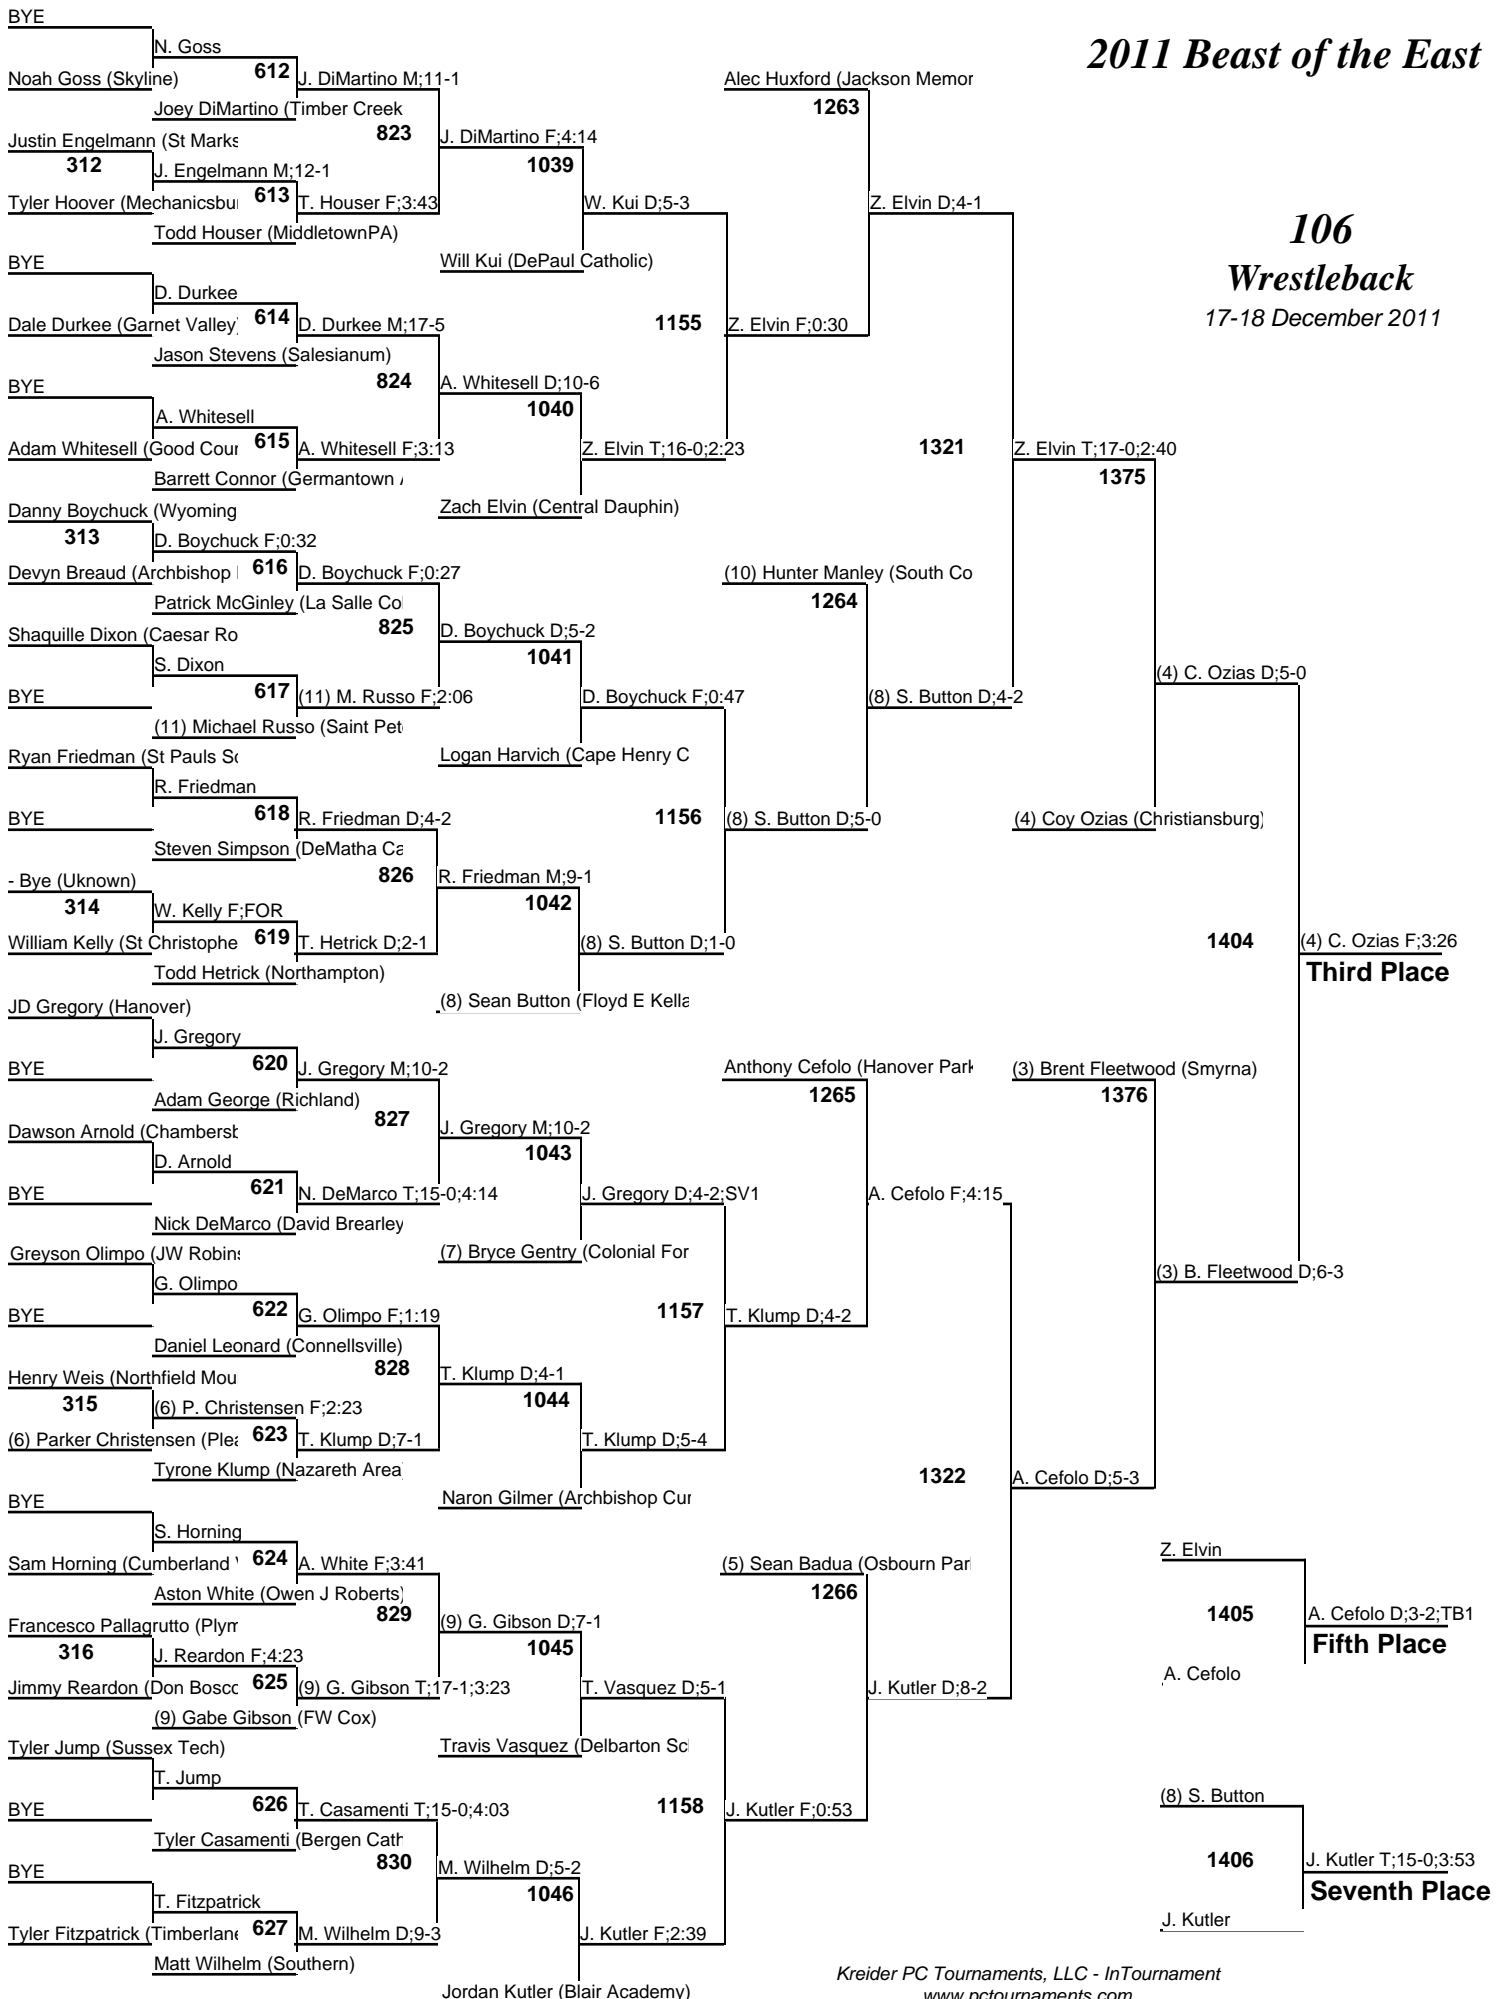 2011 Beast of the East
106
Wrestleback
17-18 December 2011
BYE
N. Goss
Noah Goss (Skyline)
612
J. DiMartino M;11-1
Joey DiMartino (Timber Creek
823
Justin Engelmann (St Marks
312
J. Engelmann M;12-1
J. DiMartino F;4:14
1039
Tyler Hoover (Mechanicsbu
613
T. Houser F;3:43
Todd Houser (MiddletownPA)
W. Kui D;5-3
Will Kui (DePaul Catholic)
BYE
D. Durkee
Dale Durkee (Garnet Valley)
614
D. Durkee M;17-5
1155
Z. Elvin F;0:30
Jason Stevens (Salesianum)
824
A. Whitesell D;10-6
1040
BYE
A. Whitesell
Adam Whitesell (Good Cour
615
A. Whitesell F;3:13
Z. Elvin T;16-0;2:23
Barrett Connor (Germantown
Zach Elvin (Central Dauphin)
Alec Huxford (Jackson Memor
1263
Z. Elvin D;4-1
1321
Z. Elvin T;17-0;2:40
1375
Danny Boychuck (Wyoming
313
D. Boychuck F;0:32
Devyn Breaud (Archbishop
616
D. Boychuck F;0:27
Patrick McGinley (La Salle Co
825
D. Boychuck D;5-2
1041
Shaquille Dixon (Caesar Ro
S. Dixon
BYE
617
(11) M. Russo F;2:06
D. Boychuck F;0:47
(11) Michael Russo (Saint Pet
Logan Harvich (Cape Henry C
(10) Hunter Manley (South Co
1264
(8) S. Button D;4-2
(4) C. Ozias D;5-0
Ryan Friedman (St Pauls Sc
R. Friedman
BYE
618
R. Friedman D;4-2
1156
(8) S. Button D;5-0
(4) Coy Ozias (Christiansburg)
Steven Simpson (DeMatha Ca
826
R. Friedman M;9-1
1042
- Bye (Uknown)
314
W. Kelly F;FOR
William Kelly (St Christophe
619
T. Hetrick D;2-1
(8) S. Button D;1-0
Todd Hetrick (Northampton)
(8) Sean Button (Floyd E Kella
1404
(4) C. Ozias F;3:26
Third Place
JD Gregory (Hanover)
J. Gregory
BYE
620
J. Gregory M;10-2
Adam George (Richland)
827
J. Gregory M;10-2
1043
Dawson Arnold (Chambersb
D. Arnold
BYE
621
N. DeMarco T;15-0;4:14
J. Gregory D;4-2;SV1
Nick DeMarco (David Brearley
(7) Bryce Gentry (Colonial For
Anthony Cefolo (Hanover Park
1265
A. Cefolo F;4:15
(3) Brent Fleetwood (Smyrna)
1376
(3) B. Fleetwood D;6-3
Greyson Olimpo (JW Robins
G. Olimpo
BYE
622
G. Olimpo F;1:19
1157
T. Klump D;4-2
Daniel Leonard (Connellsville)
828
T. Klump D;4-1
1044
Henry Weis (Northfield Mou
315
(6) P. Christensen F;2:23
(6) Parker Christensen (Plea
623
T. Klump D;7-1
T. Klump D;5-4
Tyrone Klump (Nazareth Area
Naron Gilmer (Archbishop Cur
1322
A. Cefolo D;5-3
BYE
S. Horning
Sam Horning (Cumberland
624
A. White F;3:41
Aston White (Owen J Roberts)
829
(9) G. Gibson D;7-1
1045
Francesco Pallagrutto (Plym
316
J. Reardon F;4:23
Jimmy Reardon (Don Bosco
625
(9) G. Gibson T;17-1;3:23
T. Vasquez D;5-1
(9) Gabe Gibson (FW Cox)
Travis Vasquez (Delbarton Sc
(5) Sean Badua (Osbourn Par
1266
J. Kutler D;8-2
Z. Elvin
1405
A. Cefolo D;3-2;TB1
Fifth Place
A. Cefolo
Tyler Jump (Sussex Tech)
T. Jump
BYE
626
T. Casamenti T;15-0;4:03
1158
J. Kutler F;0:53
Tyler Casamenti (Bergen Cath
830
M. Wilhelm D;5-2
1046
BYE
T. Fitzpatrick
Tyler Fitzpatrick (Timberlane
627
M. Wilhelm D;9-3
J. Kutler F;2:39
Matt Wilhelm (Southern)
Jordan Kutler (Blair Academy)
(8) S. Button
1406
J. Kutler T;15-0;3:53
Seventh Place
J. Kutler
Kreider PC Tournaments, LLC - InTournament
www.pctournaments.com